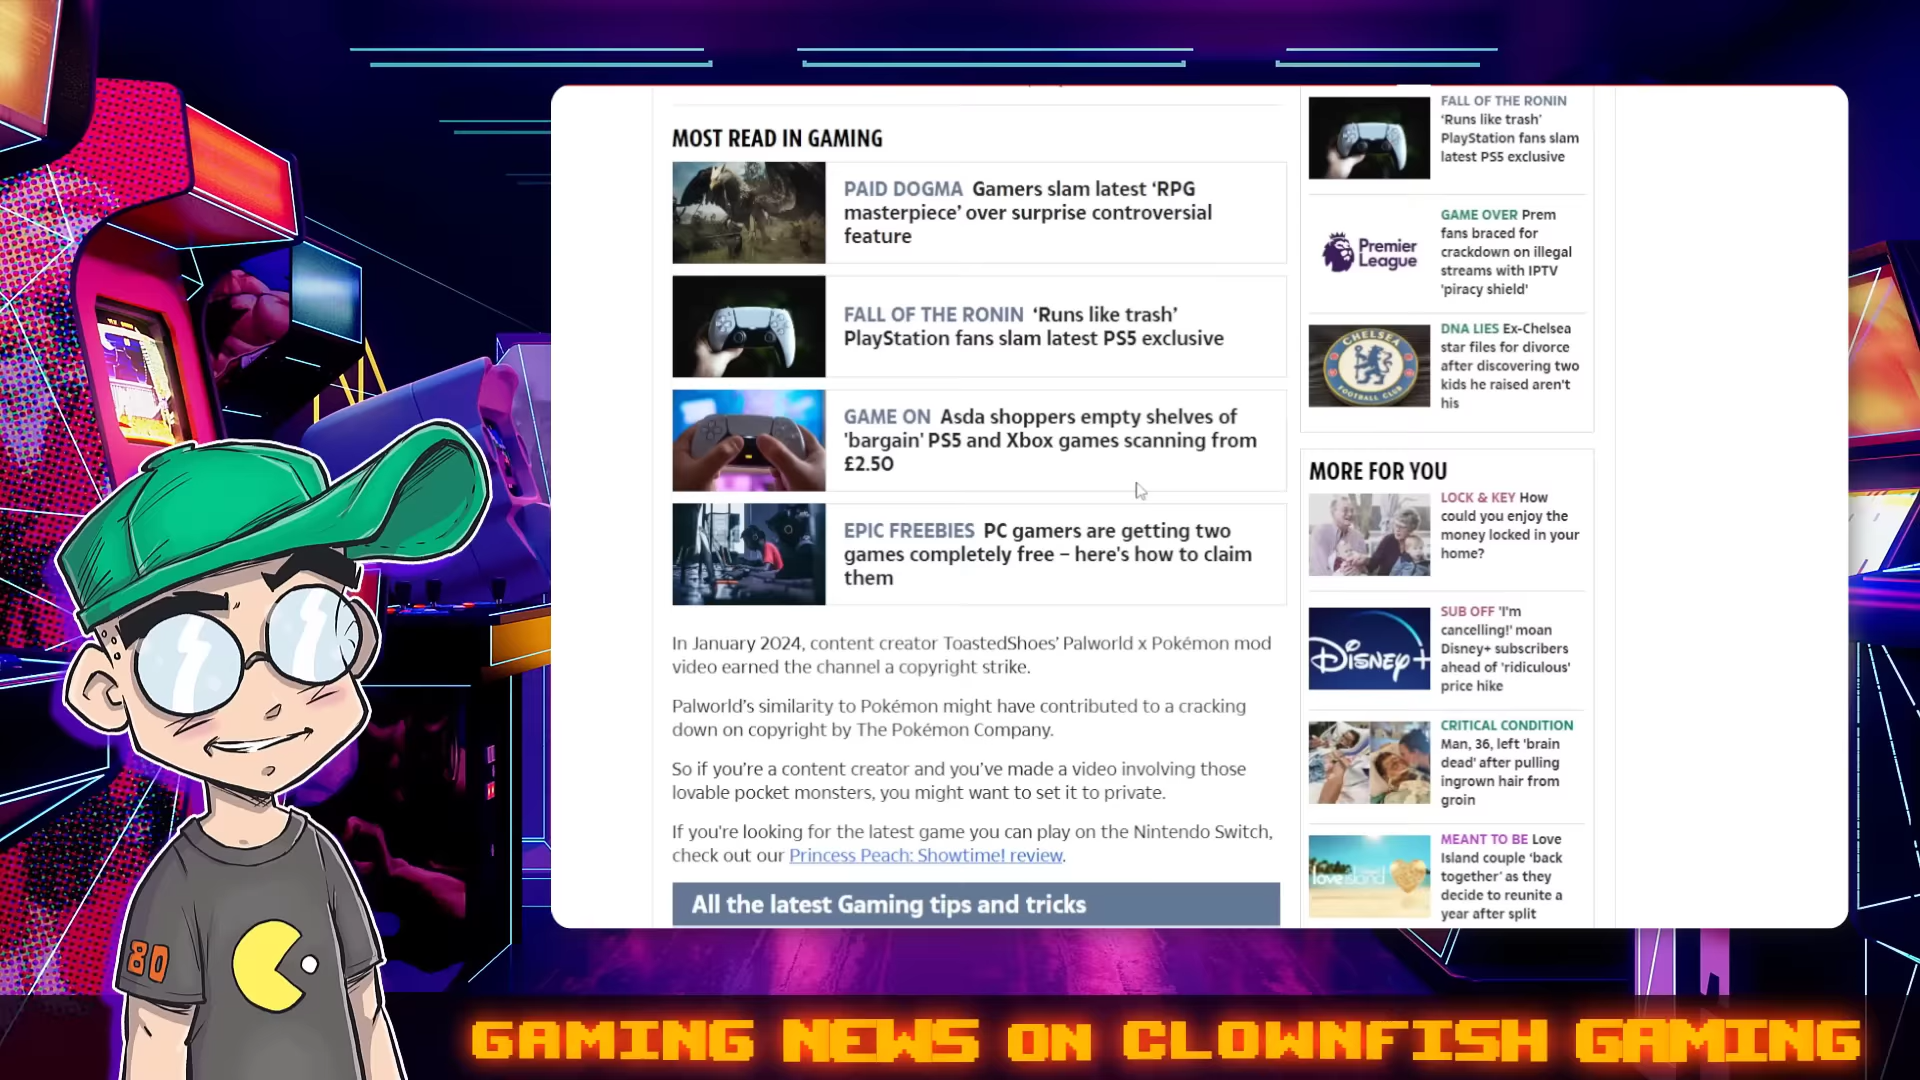 MOST READ IN GAMING
PAID DOGMA Gamers slam latest ‘RPG
masterpiece’ over surprise controversial
feature
FALL OF THE RONIN ‘Runs like trash’
PlayStation fans slam latest PS5 exclusive
GAME ON Asda shoppers empty shelves of
'bargain' PS5 and Xbox games scanning from
£2.50
EPIC FREEBIES PC gamers are getting two
games completely free – here's how to claim
them
In January 2024, content creator ToastedShoes’ Palworld x Pokémon mod
video earned the channel a copyright strike.
Palworld’s similarity to Pokémon might have contributed to a cracking
down on copyright by The Pokémon Company.
So if you’re a content creator and you’ve made a video involving those
lovable pocket monsters, you might want to set it to private.
If you're looking for the latest game you can play on the Nintendo Switch,
check out our Princess Peach: Showtime! review.
All the latest Gaming tips and tricks
FALL OF THE RONIN
‘Runs like trash’
PlayStation fans slam
latest PS5 exclusive
Premier
League
GAME OVER Prem
fans braced for
crackdown on illegal
streams with IPTV
'piracy shield'
CHELSEA
FOOTBALL CLUB
DNA LIES Ex-Chelsea
star files for divorce
after discovering two
kids he raised aren't
his
MORE FOR YOU
LOCK & KEY How
could you enjoy the
money locked in your
home?
Disney+
SUB OFF 'I'm
cancelling!' moan
Disney+ subscribers
ahead of 'ridiculous'
price hike
CRITICAL CONDITION
Man, 36, left 'brain
dead' after pulling
ingrown hair from
groin
love island
MEANT TO BE Love
Island couple ‘back
together’ as they
decide to reunite a
year after split
80
GAMING NEWS ON CLOWNFISH GAMING